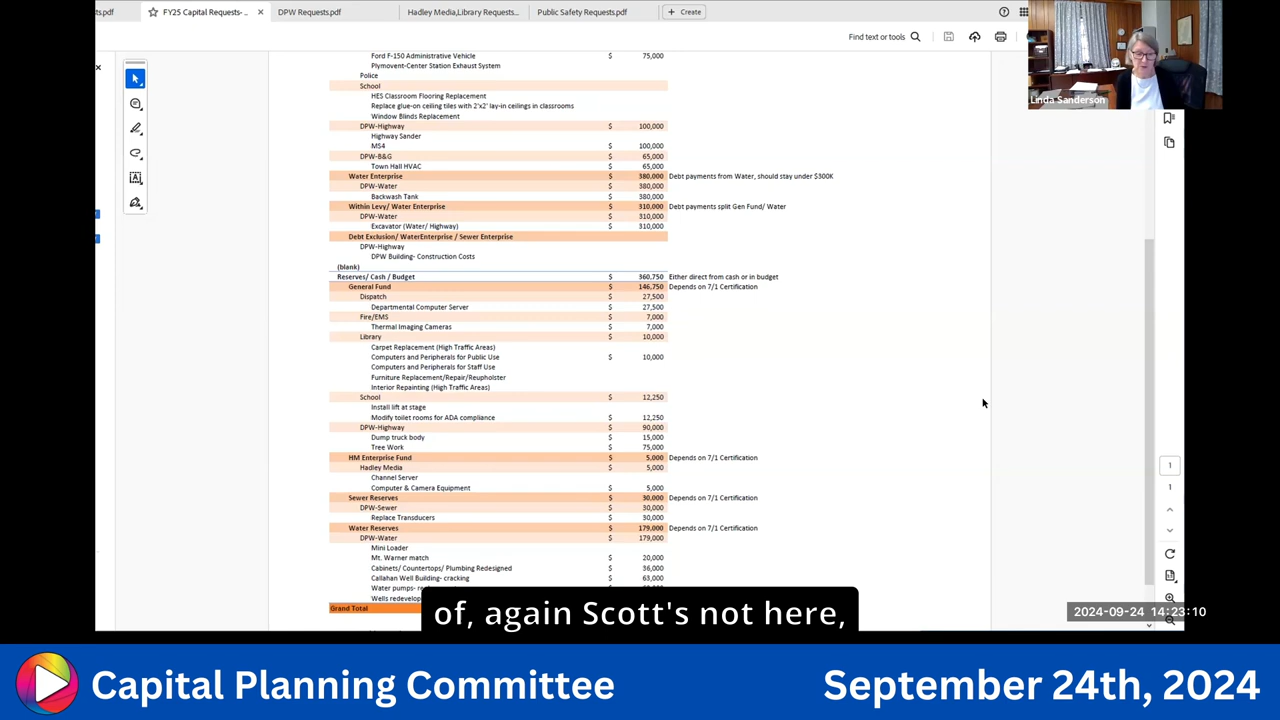 ts.pdf
FY25 Capital Requests- ...
DPW Requests.pdf
Hadley Media,Library Requests...
Public Safety Requests.pdf
Create
Find text or tools
Linda Sanderson
Ford F-150 Administrative Vehicle $ 75,000
Plymovent-Center Station Exhaust System
Police
School
HES Classroom Flooring Replacement
Replace glue-on ceiling tiles with 2'x2' lay-in ceilings in classrooms
Window Blinds Replacement
DPW-Highway $ 100,000
Highway Sander
MS4 $ 100,000
DPW-B&G $ 65,000
Town Hall HVAC $ 65,000
Water Enterprise $ 380,000 Debt payments from Water, should stay under $300K
DPW-Water $ 380,000
Backwash Tank $ 380,000
Within Levy/ Water Enterprise $ 310,000 Debt payments split Gen Fund/ Water
DPW-Water $ 310,000
Excavator (Water/ Highway) $ 310,000
Debt Exclusion/ WaterEnterprise / Sewer Enterprise
DPW-Highway
DPW Building- Construction Costs
(blank)
Reserves/ Cash / Budget $ 360,750 Either direct from cash or in budget
General Fund $ 146,750 Depends on 7/1 Certification
Dispatch $ 27,500
Departmental Computer Server $ 27,500
Fire/EMS $ 7,000
Thermal Imaging Cameras $ 7,000
Library $ 10,000
Carpet Replacement (High Traffic Areas)
Computers and Peripherals for Public Use $ 10,000
Computers and Peripherals for Staff Use
Furniture Replacement/Repair/Reupholster
Interior Repainting (High Traffic Areas)
School $ 12,250
Install lift at stage
Modify toilet rooms for ADA compliance $ 12,250
DPW-Highway $ 90,000
Dump truck body $ 15,000
Tree Work $ 75,000
HM Enterprise Fund $ 5,000 Depends on 7/1 Certification
Hadley Media $ 5,000
Channel Server
Computer & Camera Equipment $ 5,000
Sewer Reserves $ 30,000 Depends on 7/1 Certification
DPW-Sewer $ 30,000
Replace Transducers $ 30,000
Water Reserves $ 179,000 Depends on 7/1 Certification
DPW-Water $ 179,000
Mini Loader
Mt. Warner match $ 20,000
Cabinets/ Countertops/ Plumbing Redesigned $ 36,000
Callahan Well Building- cracking $ 63,000
Water pumps-
Wells
Grand Total
1
1
of, again Scott's not here,
2024-09-24 14:23:10
Capital Planning Committee
September 24th, 2024